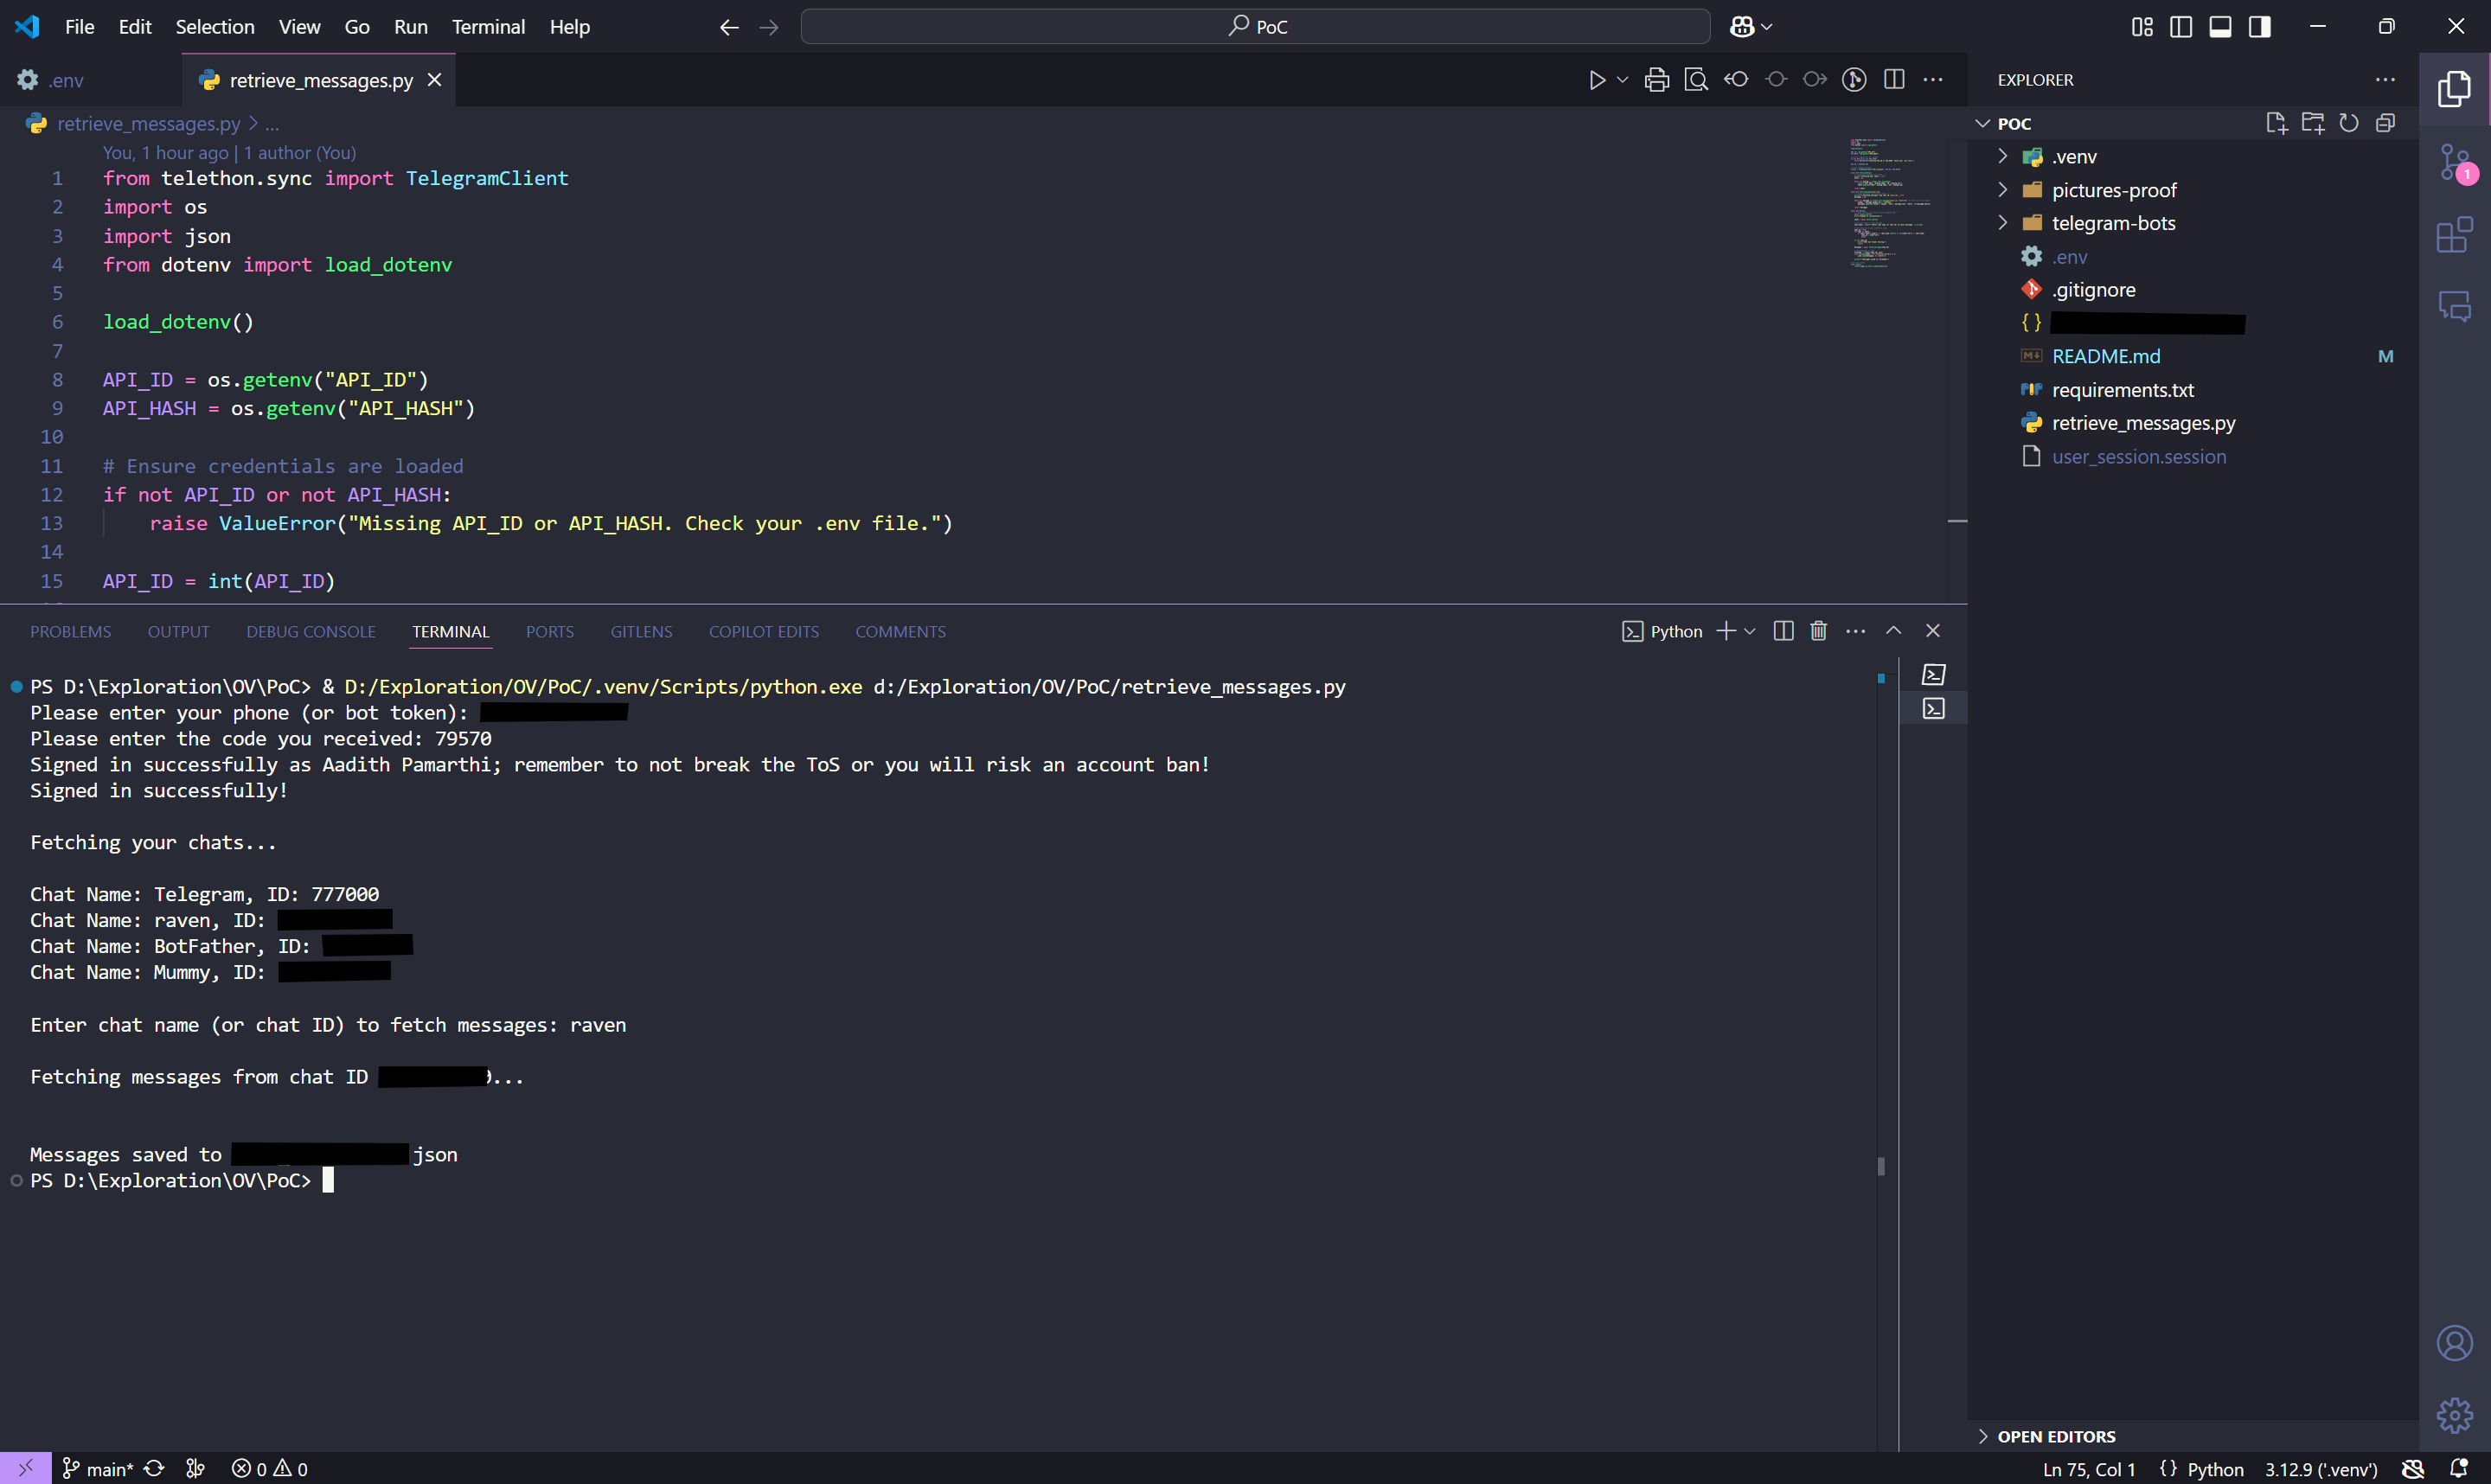 File Edit Selection View Go Run Terminal Help
PoC
.env
retrieve_messages.py
retrieve_messages.py > ...
You, 1 hour ago | 1 author (You)
1 from telethon.sync import TelegramClient
2 import os
3 import json
4 from dotenv import load_dotenv
5
6 load_dotenv()
7
8 API_ID = os.getenv("API_ID")
9 API_HASH = os.getenv("API_HASH")
10
11 # Ensure credentials are loaded
12 if not API_ID or not API_HASH:
13 raise ValueError("Missing API_ID or API_HASH. Check your .env file.")
14
15 API_ID = int(API_ID)
PROBLEMS OUTPUT DEBUG CONSOLE TERMINAL PORTS GITLENS COPILOT EDITS COMMENTS
Python
PS D:\Exploration\OV\PoC> & D:/Exploration/OV/PoC/.venv/Scripts/python.exe d:/Exploration/OV/PoC/retrieve_messages.py
Please enter your phone (or bot token):
Please enter the code you received: 79570
Signed in successfully as Aadith Pamarthi; remember to not break the ToS or you will risk an account ban!
Signed in successfully!
Fetching your chats...
Chat Name: Telegram, ID: 777000
Chat Name: raven, ID:
Chat Name: BotFather, ID:
Chat Name: Mummy, ID:
Enter chat name (or chat ID) to fetch messages: raven
Fetching messages from chat ID ...
Messages saved to json
PS D:\Exploration\OV\PoC>
EXPLORER
POC
.venv
pictures-proof
telegram-bots
.env
.gitignore
{ }
README.md M
requirements.txt
retrieve_messages.py
user_session.session
1
OPEN EDITORS
main* 0 0
Ln 75, Col 1 {} Python 3.12.9 ('.venv')